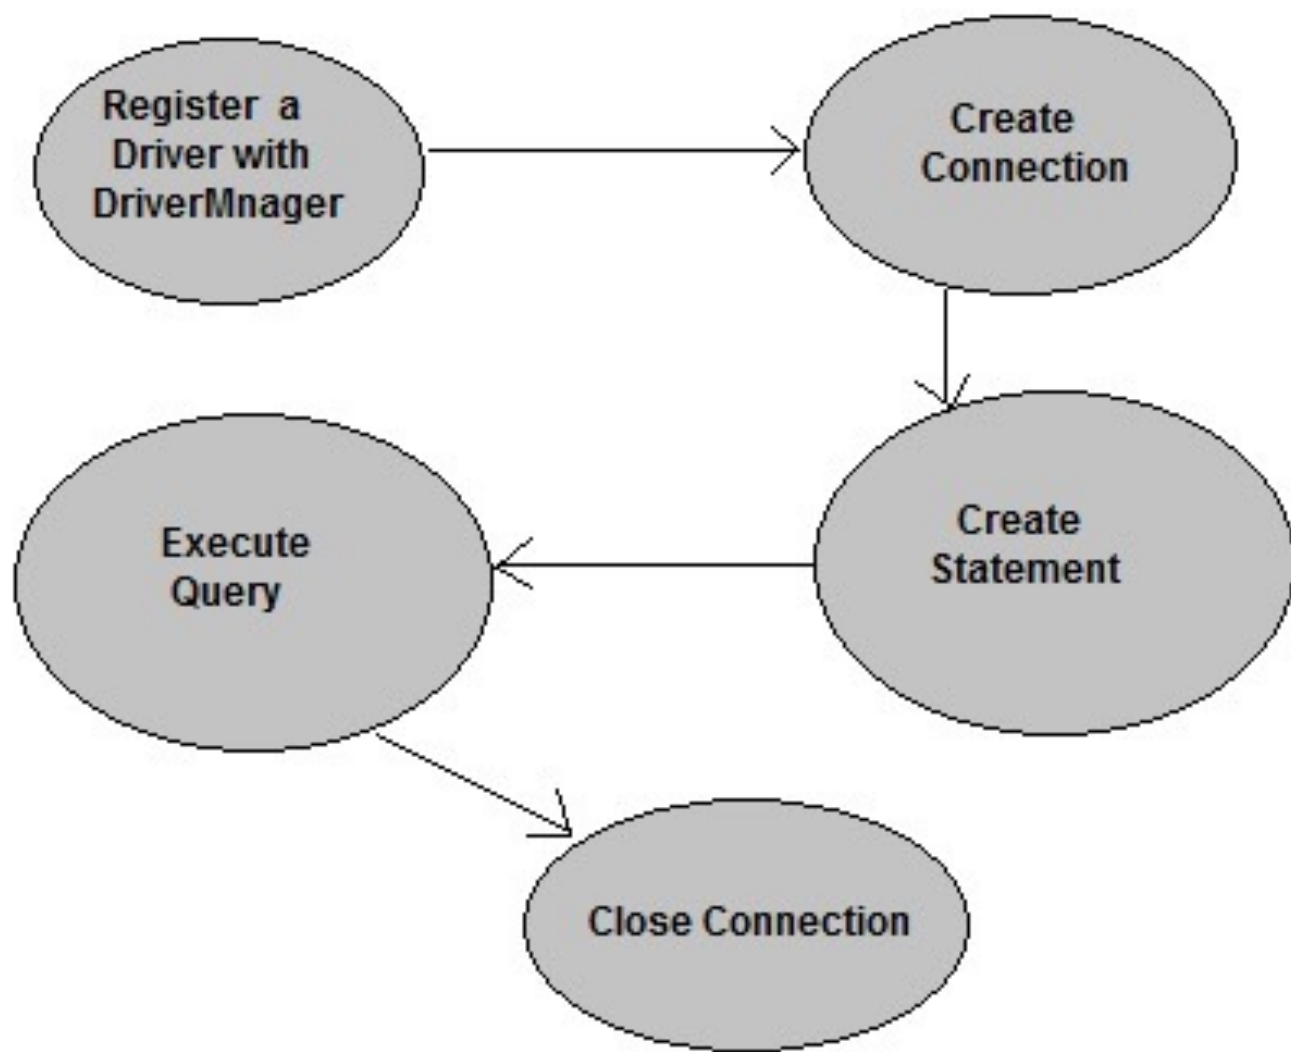 Register a
Driver with
DriverMnager
Create
Connection
Create
Statement
Execute
Query
Close Connection